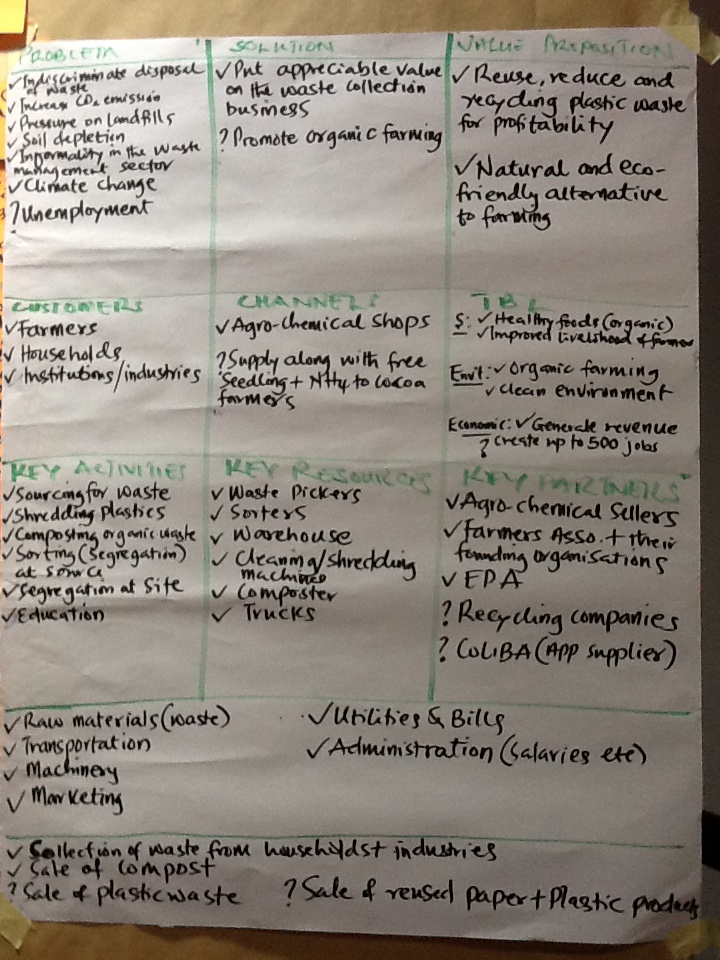 PROBLEM
✓ Indiscriminate disposal
of waste
✓ Increase CO2 emission
✓ Pressure on landfills
✓ Soil depletion
✓ Informality in the waste
management sector
✓ Climate change
? Unemployment
SOLUTION
✓ Put appreciable value
on the waste collection
business
? Promote organic farming
VALUE PROPOSITION
✓ Reuse, reduce and
recycling plastic waste
for profitability
✓ Natural and eco-
friendly alternative
to farming
CUSTOMERS
✓ Farmers
✓ Households
✓ Institutions/industries
CHANNELS
✓ Agro-chemical shops
? Supply along with free
Seedling + to cocoa
farmers
TBL
S: ✓ Healthy foods (organic)
✓ Improved livelihood of farmer
Env't: ✓ Organic farming
✓ Clean environment
Economic: ✓ Generate revenue
? Create up to 500 jobs
KEY ACTIVITIES
✓ Sourcing for waste
✓ Shredding plastics
✓ Composting organic waste
✓ Sorting (segregation)
at source
✓ Segregation at site
✓ Education
KEY RESOURCES
✓ Waste Pickers
✓ Sorters
✓ Warehouse
✓ Cleaning/shredding
machines
✓ Composter
✓ Trucks
KEY PARTNERS
✓ Agro-chemical Sellers
✓ Farmers Asso. + their
founding organisations
✓ EPA
? Recycling companies
? COLIBA (App supplier)
✓ Raw materials (waste)
✓ Transportation
✓ Machinery
✓ Marketing
✓ Utilities & Bills
✓ Administration (salaries etc)
✓ Collection of waste from households + industries
✓ Sale of compost
? Sale of plastic waste
? Sale of reused paper + Plastic products